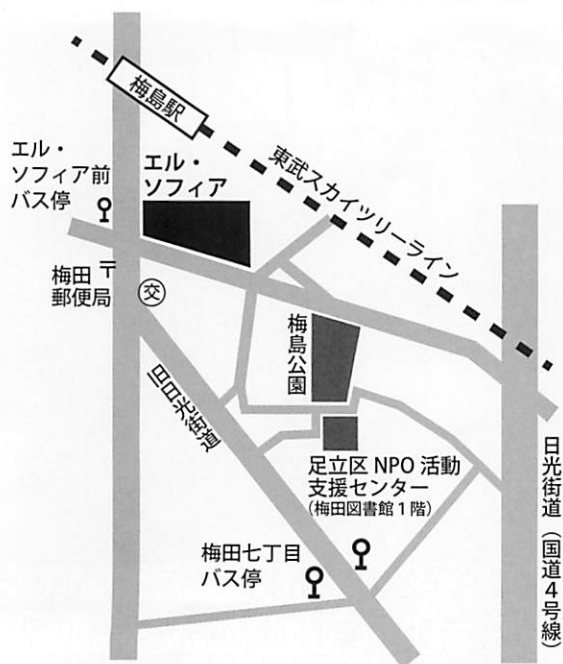 梅島駅
東武スカイツリーライン
エル・
ソフィア前
バス停
エル・
ソフィア
梅田
郵便局
〒
交
梅島公園
旧日光街道
足立区 NPO 活動
支援センター
(梅田図書館 1 階)
梅田七丁目
バス停
日光街道(国道4号線)